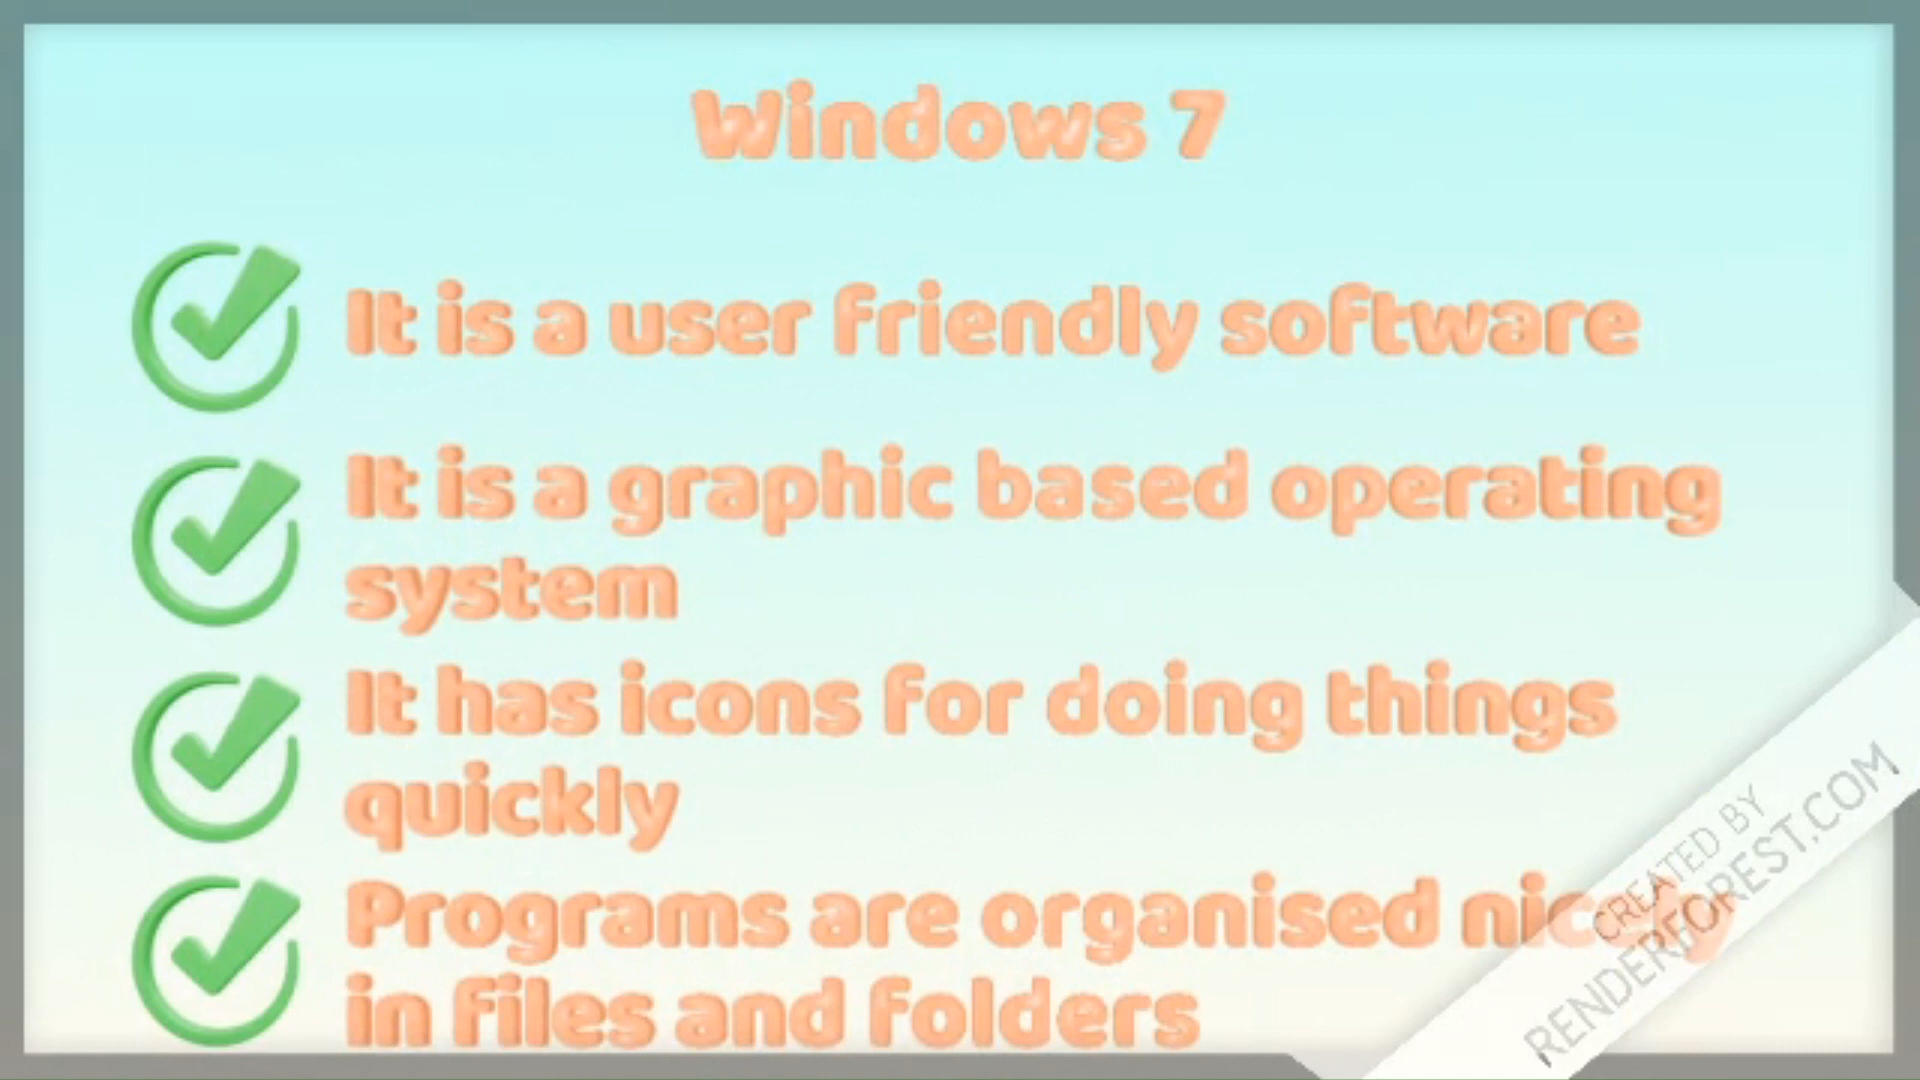 Windows 7
It is a user friendly software
It is a graphic based operating
system
It has icons for doing things
quickly
Programs are organised nicely
in files and folders
CREATED BY
RENDERFOREST.COM